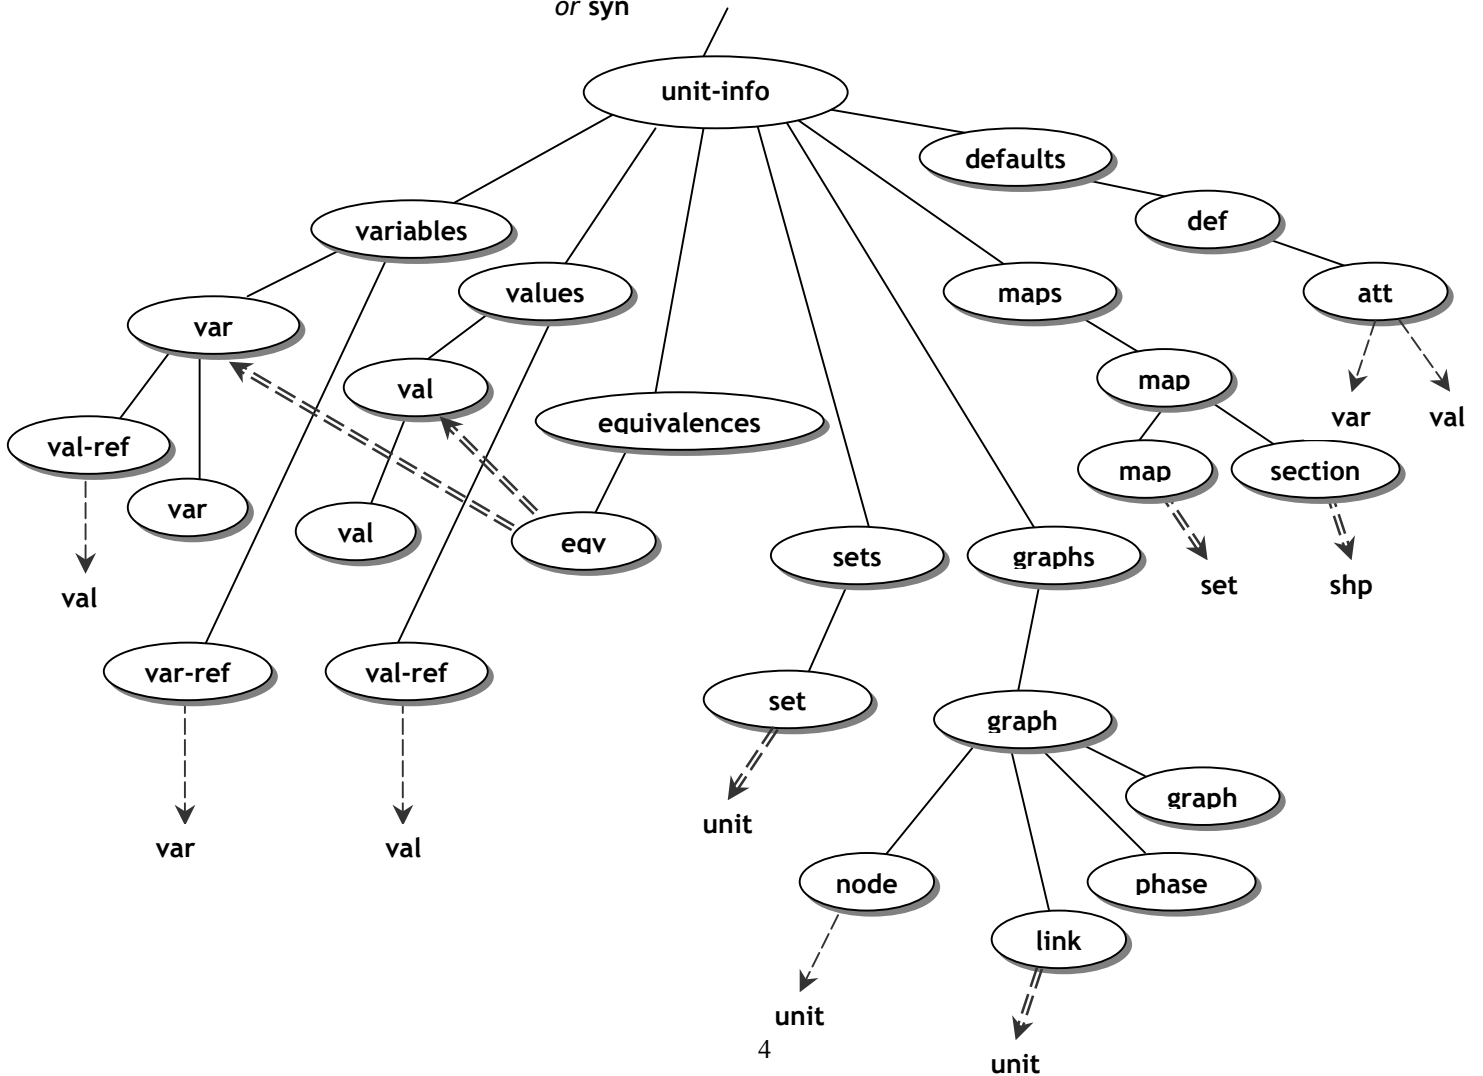 or syn
unit-info
defaults
def
variables
values
maps
att
var
val
map
var
val
val-ref
equivalences
map
section
var
val
eqv
sets
graphs
set
shp
val
var-ref
val-ref
set
graph
graph
unit
var
val
node
phase
link
unit
4
unit